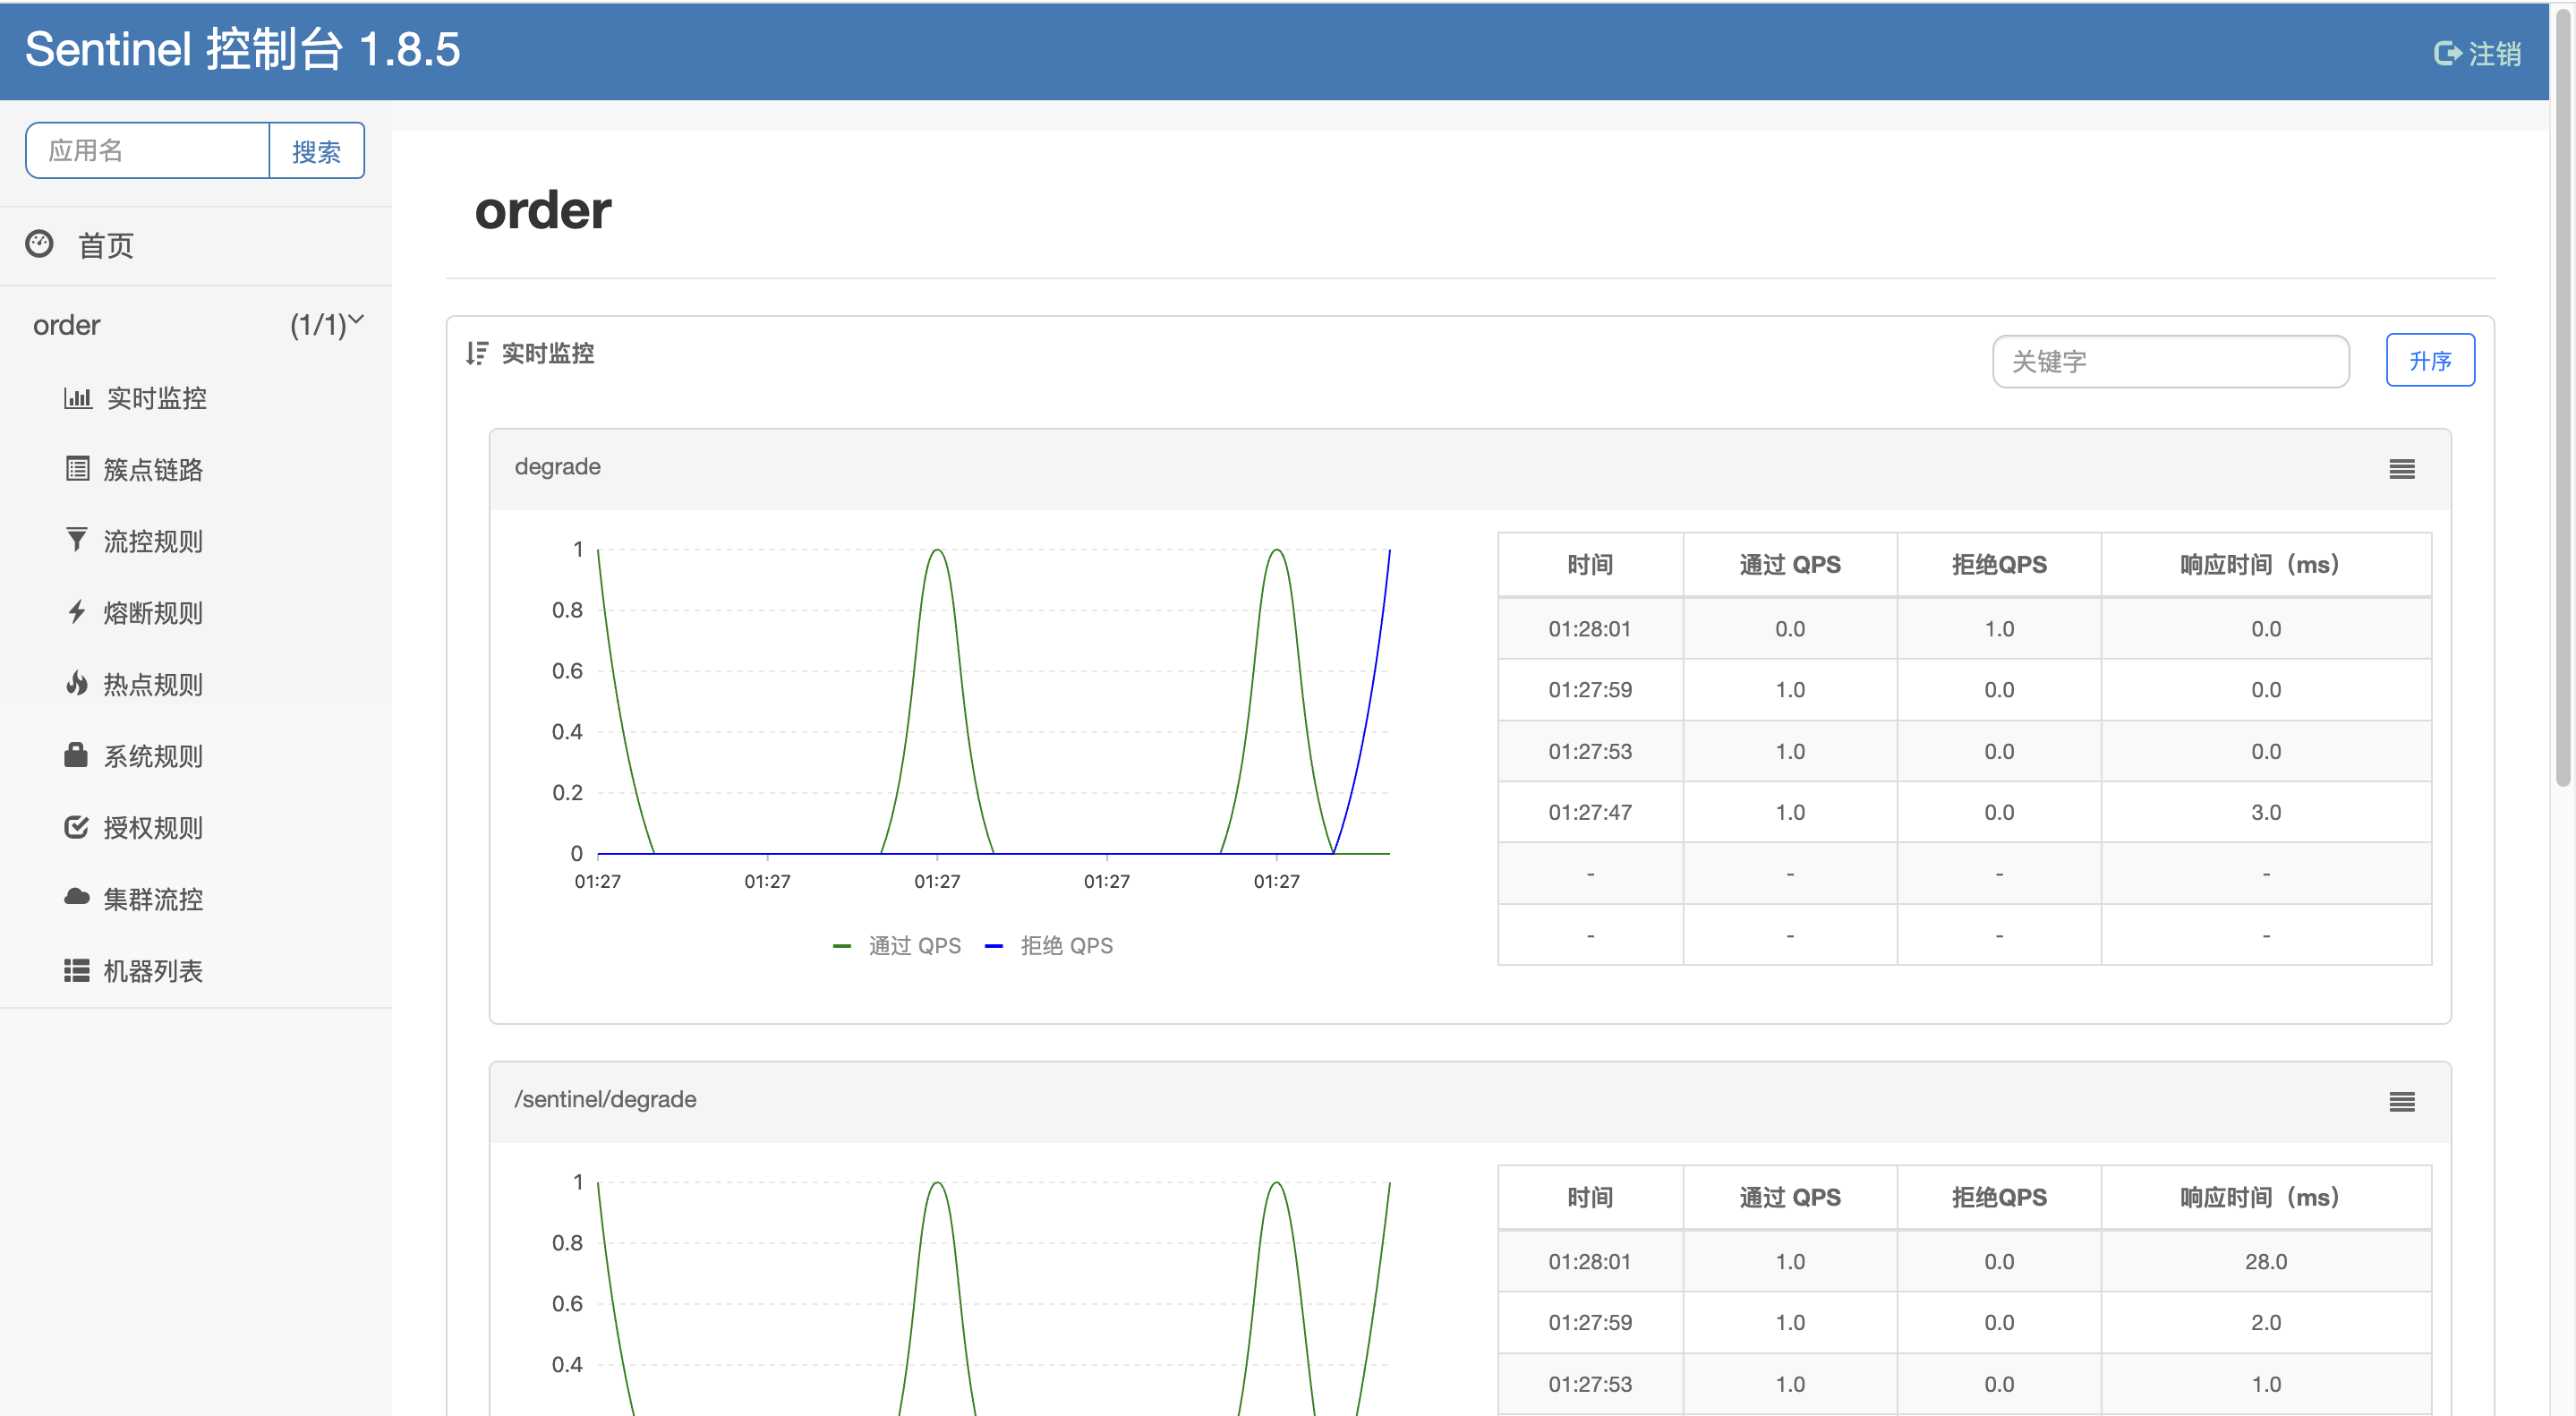 Sentinel 控制台 1.8.5
注销
应用名
搜索
首页
order
(1/1)
实时监控
簇点链路
流控规则
熔断规则
热点规则
系统规则
授权规则
集群流控
机器列表
order
实时监控
关键字
升序
degrade
1
0.8
0.6
0.4
0.2
0
01:27 01:27 01:27 01:27 01:27
通过 QPS 拒绝 QPS
时间 通过 QPS 拒绝QPS 响应时间（ms）
01:28:01 0.0 1.0 0.0
01:27:59 1.0 0.0 0.0
01:27:53 1.0 0.0 0.0
01:27:47 1.0 0.0 3.0
- - - -
- - - -
/sentinel/degrade
1
0.8
0.6
0.4
时间 通过 QPS 拒绝QPS 响应时间（ms）
01:28:01 1.0 0.0 28.0
01:27:59 1.0 0.0 2.0
01:27:53 1.0 0.0 1.0